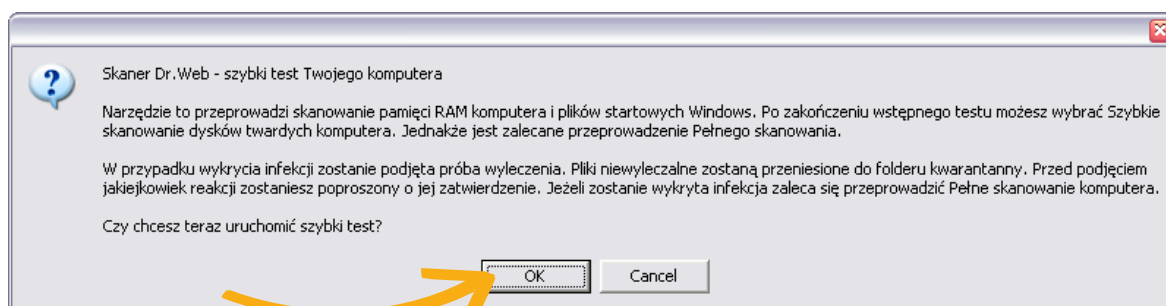 Skaner Dr.Web - szybki test Twojego komputera
Narzędzie to przeprowadzi skanowanie pamięci RAM komputera i plików startowych Windows. Po zakończeniu wstępnego testu możesz wybrać Szybkie
skanowanie dysków twardych komputera. Jednakże jest zalecane przeprowadzenie Pełnego skanowania.
W przypadku wykrycia infekcji zostanie podjęta próba wyleczenia. Pliki niewyleczalne zostaną przeniesione do folderu kwarantanny. Przed podjęciem
jakiejkowiek reakcji zostaniesz poproszony o jej zatwierdzenie. Jeżeli zostanie wykryta infekcja zaleca się przeprowadzić Pełne skanowanie komputera.
Czy chcesz teraz uruchomić szybki test?
OK Cancel